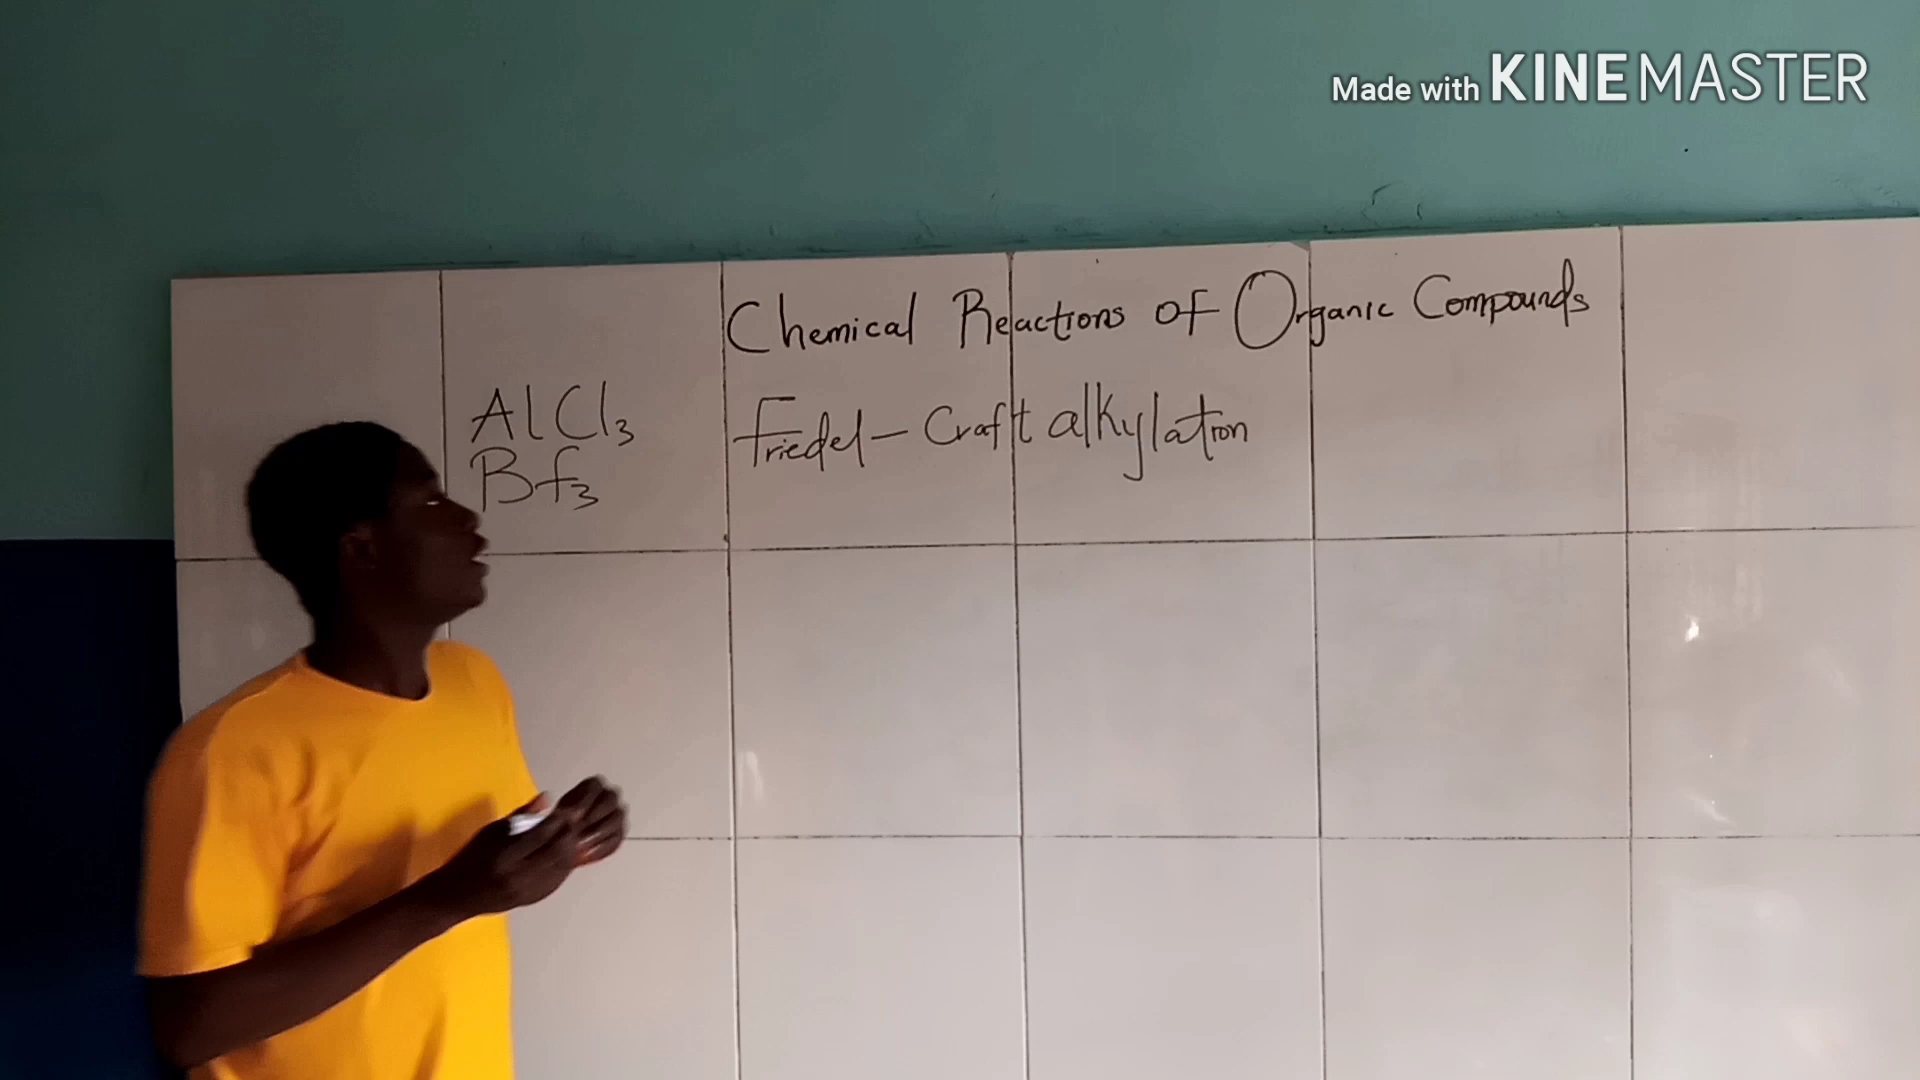 Made with KINEMASTER
Chemical Reactions of Organic Compounds
AlCl3 Friedel - Craft alkylation
Bf3